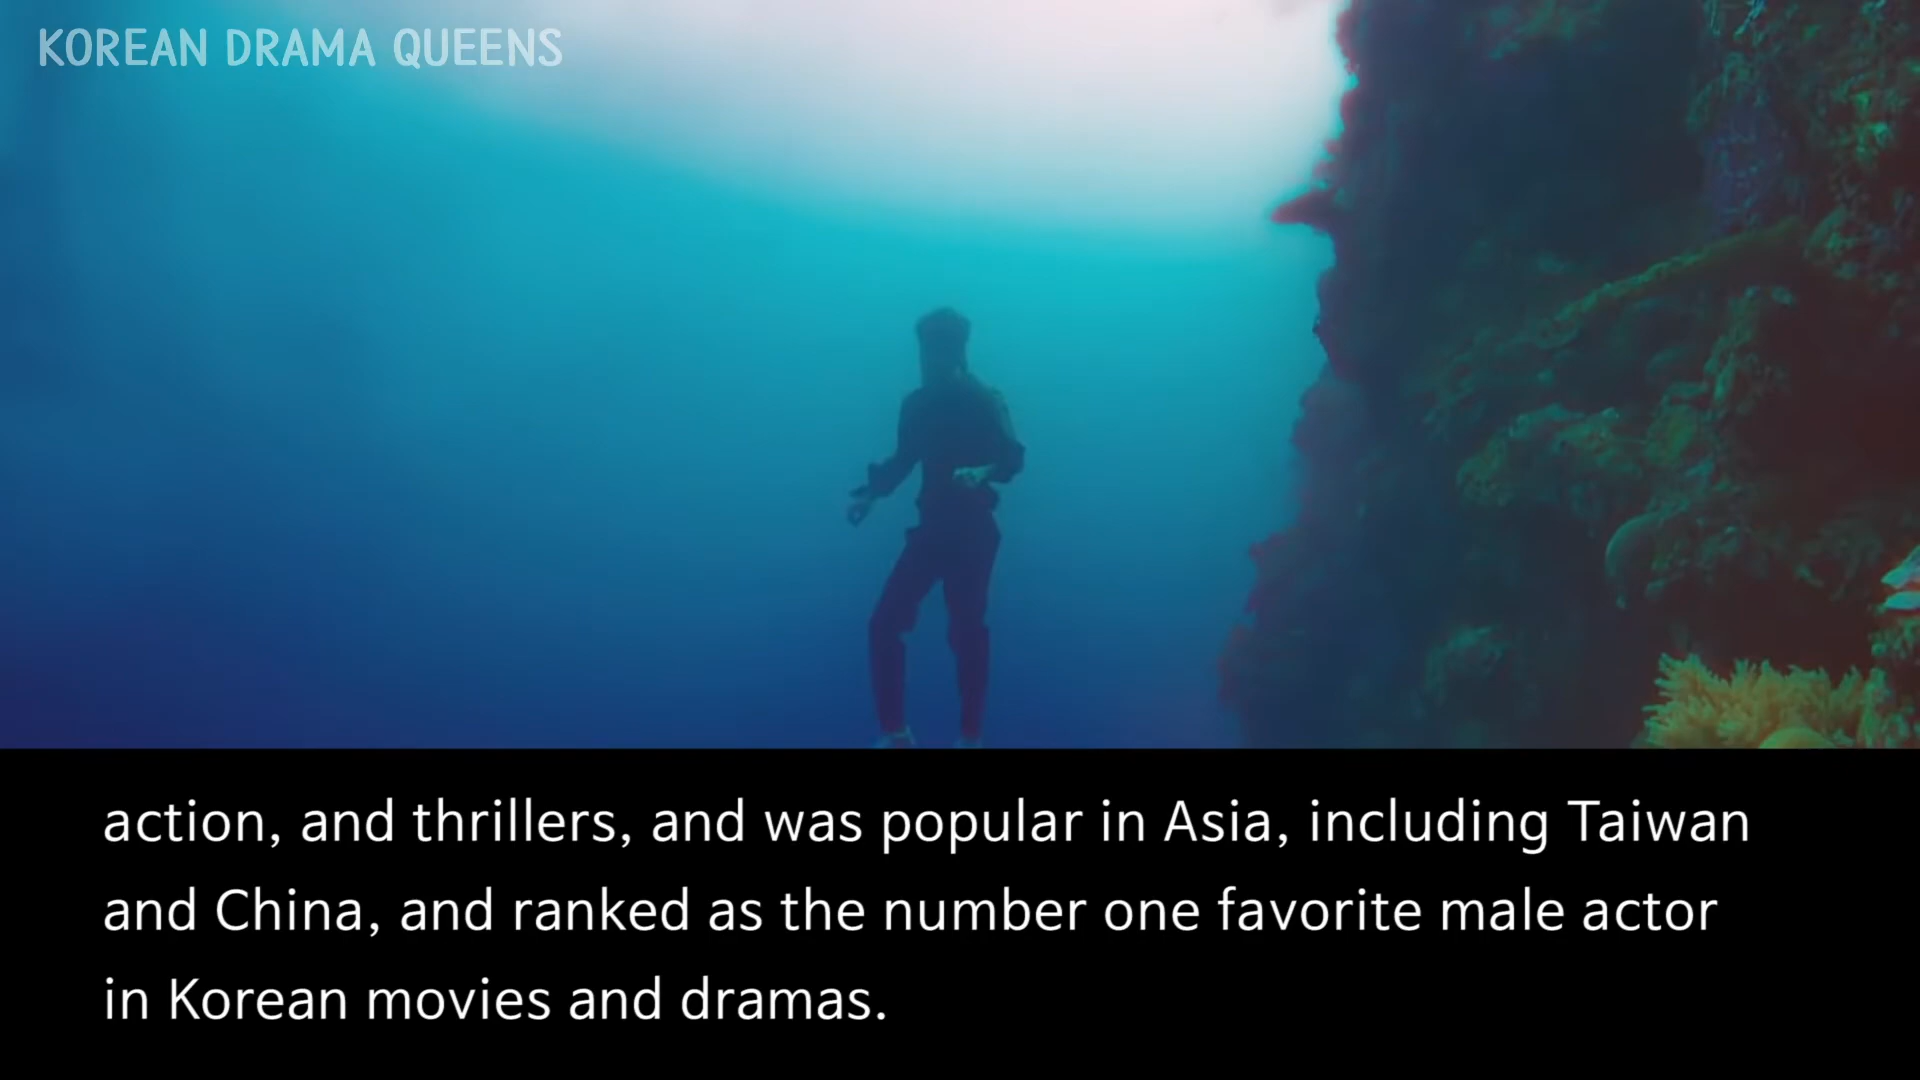 KOREAN DRAMA QUEENS
action, and thrillers, and was popular in Asia, including Taiwan
and China, and ranked as the number one favorite male actor
in Korean movies and dramas.